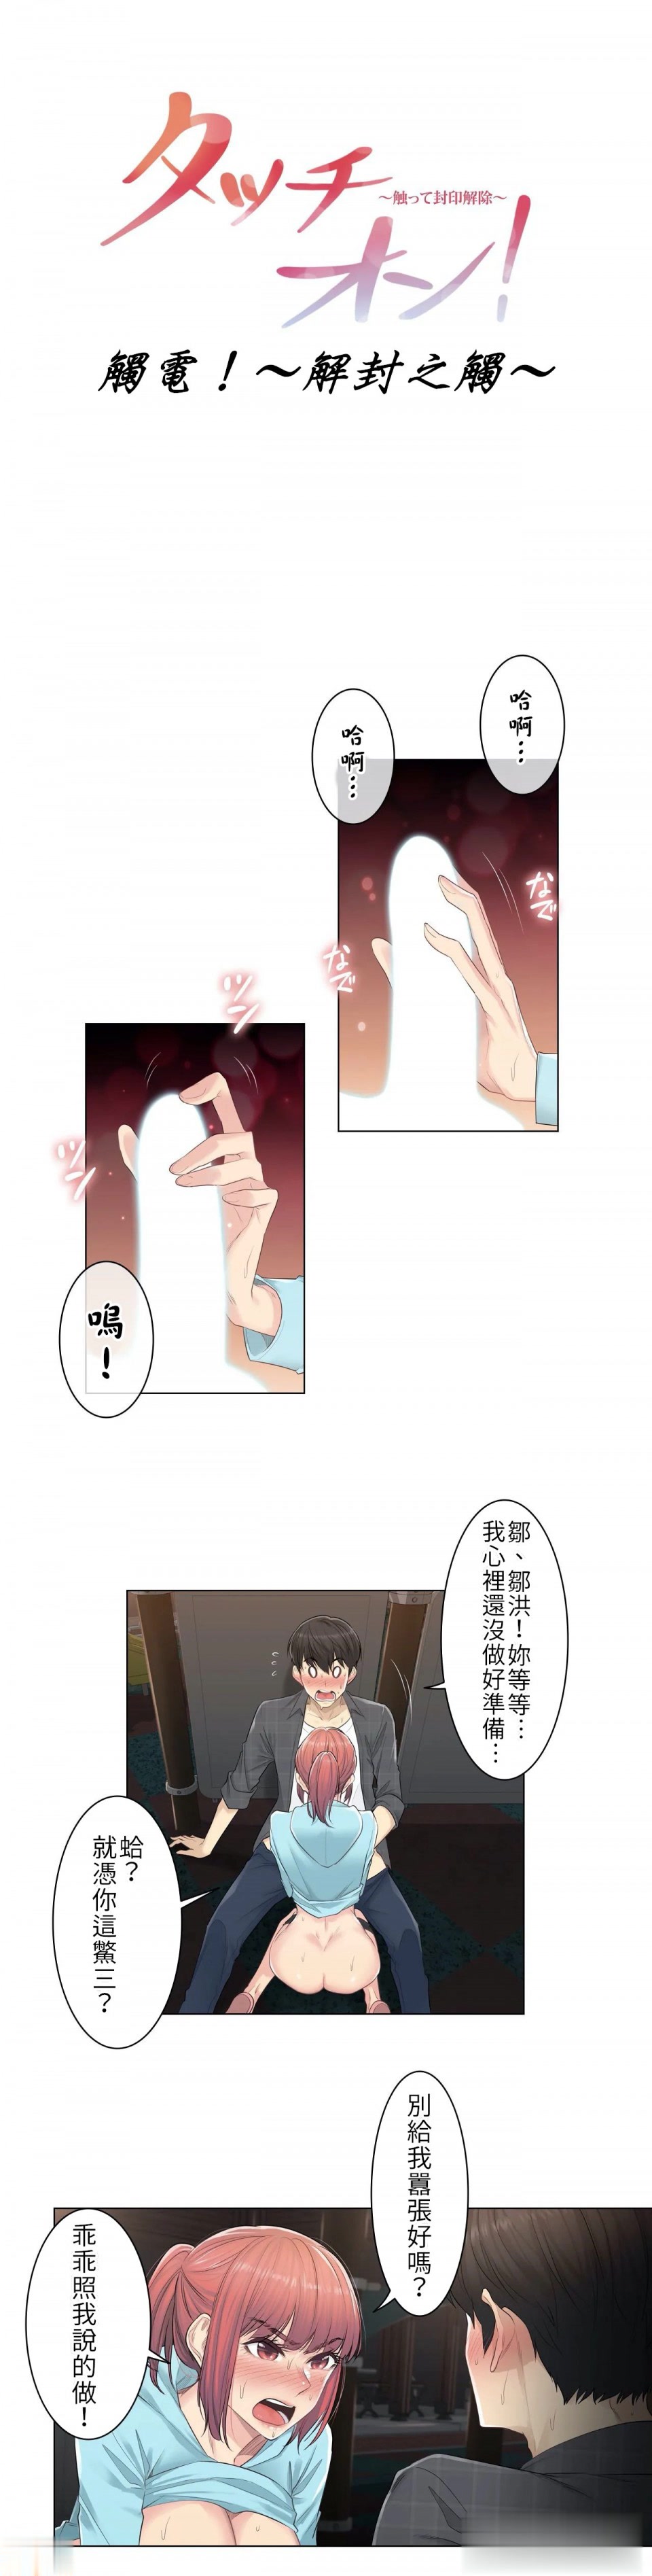 タッチ
～触って封印解除～
オン！
觸電！～解封之觸～
哈啊…
哈啊…
なで
なで
ツン
ツン
嗚！
鄒、鄒洪！妳等等…
我心裡還沒做好準備…
蛤？
就憑你這鱉三？
別給我囂張好嗎？
乖乖照我說的做！